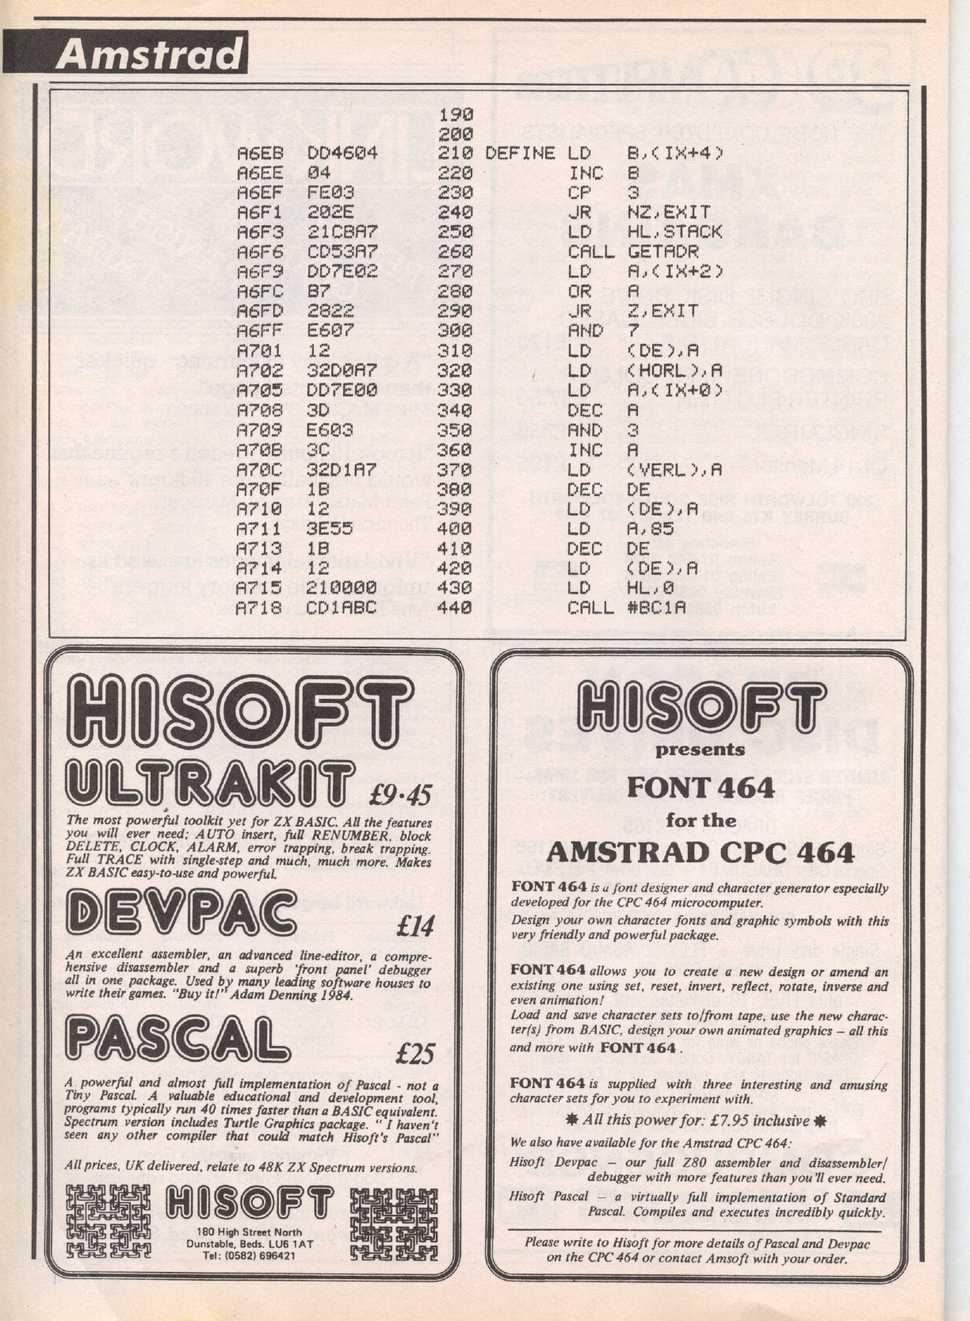 Amstrad
190
200
A6EB DD4604 210 DEFINE LD B,(IX+4)
A6EE 04 220 INC B
A6EF FE03 230 CP 3
A6F1 202E 240 JR NZ,EXIT
A6F3 21CBA7 250 LD HL,STACK
A6F6 CD53A7 260 CALL GETADR
A6F9 DD7E02 270 LD A,(IX+2)
A6FC B7 280 OR A
A6FD 2822 290 JR Z,EXIT
A6FF E607 300 AND 7
A701 12 310 LD (DE),A
A702 32D0A7 320 LD (HORL),A
A705 DD7E00 330 LD A,(IX+0)
A708 3D 340 DEC A
A709 E603 350 AND 3
A70B 3C 360 INC A
A70C 32D1A7 370 LD (VERL),A
A70F 1B 380 DEC DE
A710 12 390 LD (DE),A
A711 3E55 400 LD A,85
A713 1B 410 DEC DE
A714 12 420 LD (DE),A
A715 210000 430 LD HL,0
A718 CD1ABC 440 CALL #BC1A
HISOFT
ULTRAKIT £9·45
The most powerful toolkit yet for ZX BASIC. All the features
you will ever need; AUTO insert, full RENUMBER, block
DELETE, CLOCK, ALARM, error trapping, break trapping.
Full TRACE with single-step and much, much more. Makes
ZX BASIC easy-to-use and powerful.
DEVPAC £14
An excellent assembler, an advanced line-editor, a compre-
hensive disassembler and a superb 'front panel' debugger
all in one package. Used by many leading software houses to
write their games. "Buy it!" Adam Denning 1984.
PASCAL £25
A powerful and almost full implementation of Pascal - not a
Tiny Pascal. A valuable educational and development tool,
programs typically run 40 times faster than a BASIC equivalent.
Spectrum version includes Turtle Graphics package. " I haven't
seen any other compiler that could match Hisoft's Pascal"
All prices, UK delivered, relate to 48K ZX Spectrum versions.
HISOFT
180 High Street North
Dunstable, Beds. LU6 1AT
Tel: (0582) 696421
HISOFT
presents
FONT 464
for the
AMSTRAD CPC 464
FONT 464 is a font designer and character generator especially
developed for the CPC 464 microcomputer.
Design your own character fonts and graphic symbols with this
very friendly and powerful package.
FONT 464 allows you to create a new design or amend an
existing one using set, reset, invert, reflect, rotate, inverse and
even animation!
Load and save character sets to/from tape, use the new charac-
ter(s) from BASIC, design your own animated graphics – all this
and more with FONT 464 .
FONT 464 is supplied with three interesting and amusing
character sets for you to experiment with.
✸ All this power for: £7.95 inclusive ✸
We also have available for the Amstrad CPC 464:
Hisoft Devpac – our full Z80 assembler and disassembler/
debugger with more features than you'll ever need.
Hisoft Pascal – a virtually full implementation of Standard
Pascal. Compiles and executes incredibly quickly.
Please write to Hisoft for more details of Pascal and Devpac
on the CPC 464 or contact Amsoft with your order.